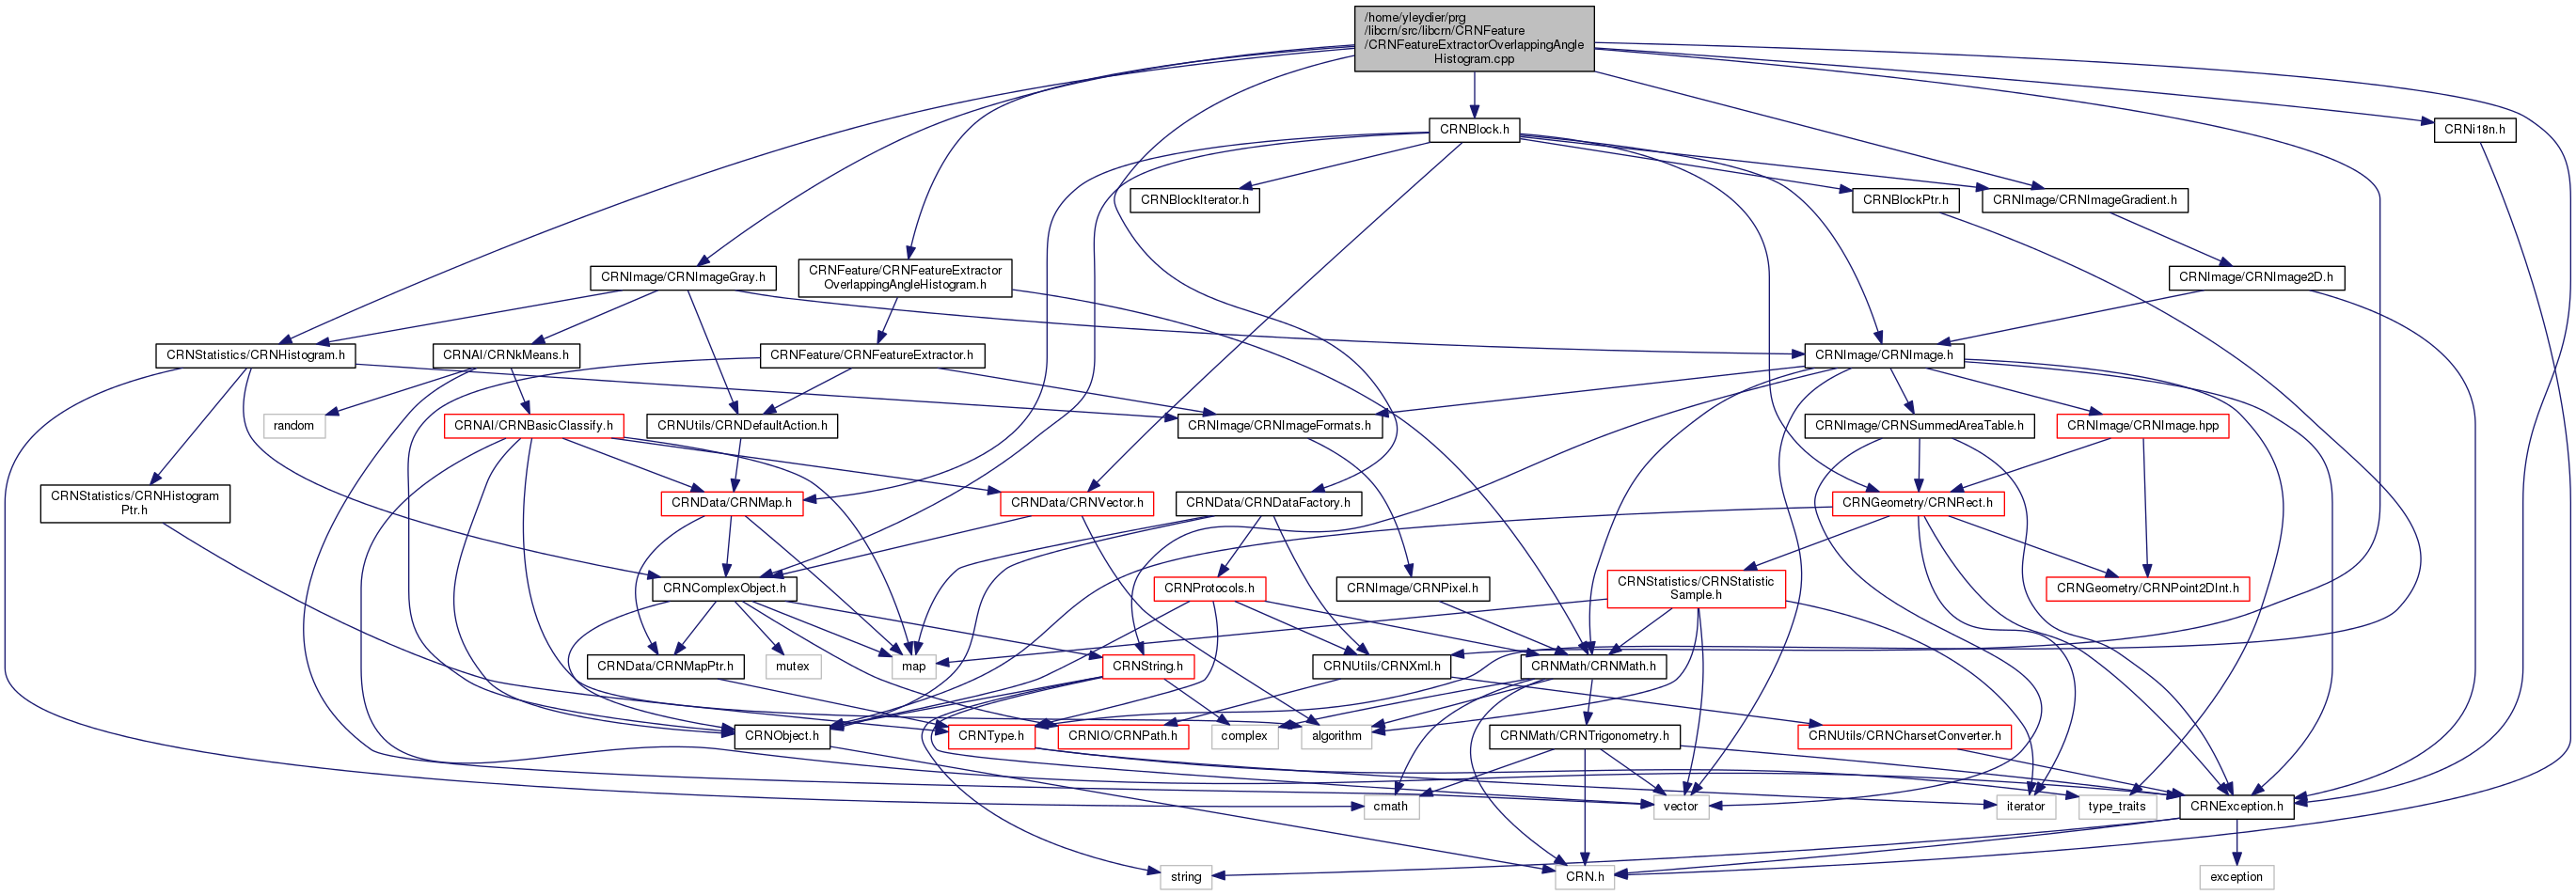 /home/yleydier/prg
/libcrn/src/libcrn/CRNFeature
/CRNFeatureExtractorOverlappingAngle
Histogram.cpp
CRNBlock.h
CRNi18n.h
CRNBlockIterator.h
CRNBlockPtr.h
CRNImage/CRNImageGradient.h
CRNImage/CRNImageGray.h
CRNFeature/CRNFeatureExtractor
OverlappingAngleHistogram.h
CRNImage/CRNImage2D.h
CRNStatistics/CRNHistogram.h
CRNAI/CRNkMeans.h
CRNFeature/CRNFeatureExtractor.h
CRNImage/CRNImage.h
random
CRNAI/CRNBasicClassify.h
CRNUtils/CRNDefaultAction.h
CRNImage/CRNImageFormats.h
CRNImage/CRNSummedAreaTable.h
CRNImage/CRNImage.hpp
CRNStatistics/CRNHistogram
Ptr.h
CRNData/CRNMap.h
CRNData/CRNVector.h
CRNData/CRNDataFactory.h
CRNGeometry/CRNRect.h
CRNComplexObject.h
CRNProtocols.h
CRNImage/CRNPixel.h
CRNStatistics/CRNStatistic
Sample.h
CRNGeometry/CRNPoint2DInt.h
CRNData/CRNMapPtr.h
mutex
map
CRNString.h
CRNUtils/CRNXml.h
CRNMath/CRNMath.h
CRNObject.h
CRNType.h
CRNIO/CRNPath.h
complex
algorithm
CRNMath/CRNTrigonometry.h
CRNUtils/CRNCharsetConverter.h
cmath
vector
iterator
type_traits
CRNException.h
string
CRN.h
exception